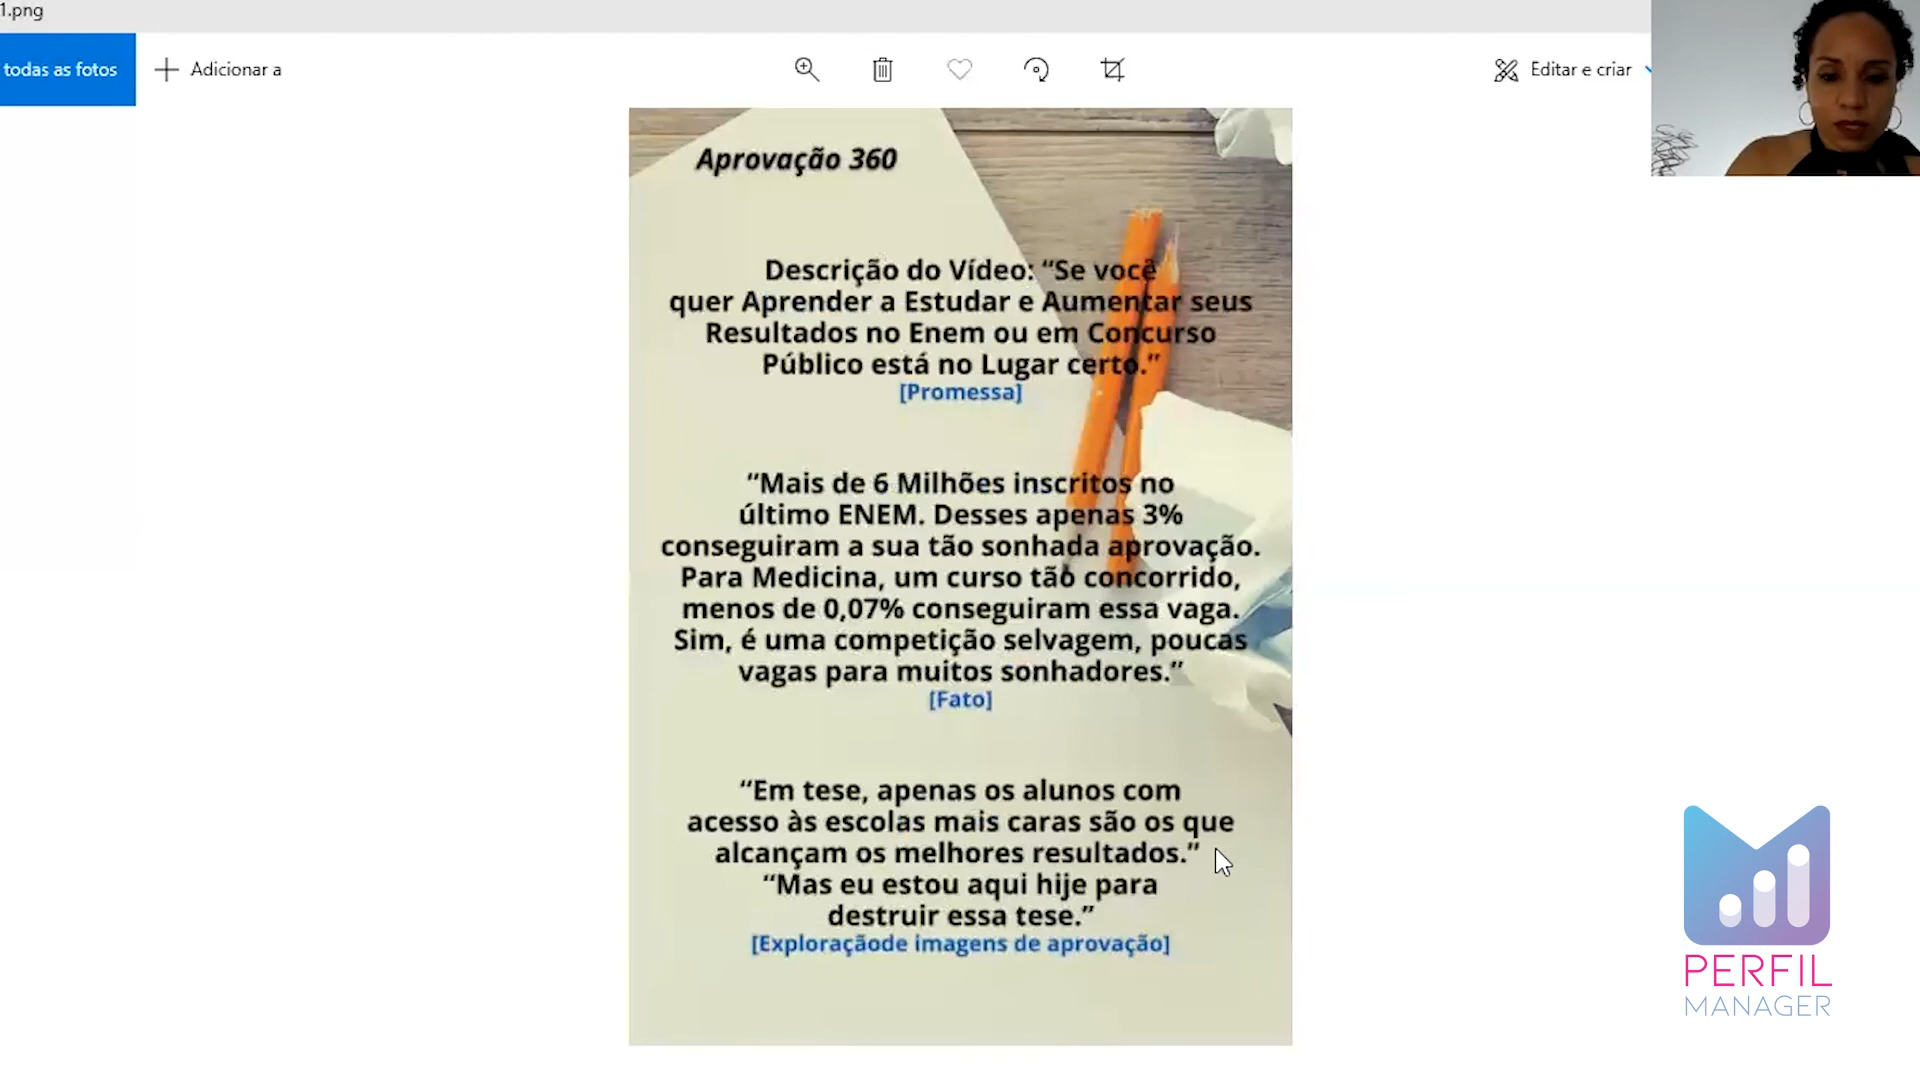 1.png
todas as fotos
Adicionar a
Editar e criar
Aprovação 360
Descrição do Vídeo: “Se você
quer Aprender a Estudar e Aumentar seus
Resultados no Enem ou em Concurso
Público está no Lugar certo.”
[Promessa]
“Mais de 6 Milhões inscritos no
último ENEM. Desses apenas 3%
conseguiram a sua tão sonhada aprovação.
Para Medicina, um curso tão concorrido,
menos de 0,07% conseguiram essa vaga.
Sim, é uma competição selvagem, poucas
vagas para muitos sonhadores.”
[Fato]
“Em tese, apenas os alunos com
acesso às escolas mais caras são os que
alcançam os melhores resultados.”
“Mas eu estou aqui hije para
destruir essa tese.”
[Exploraçãode imagens de aprovação]
PERFIL
MANAGER